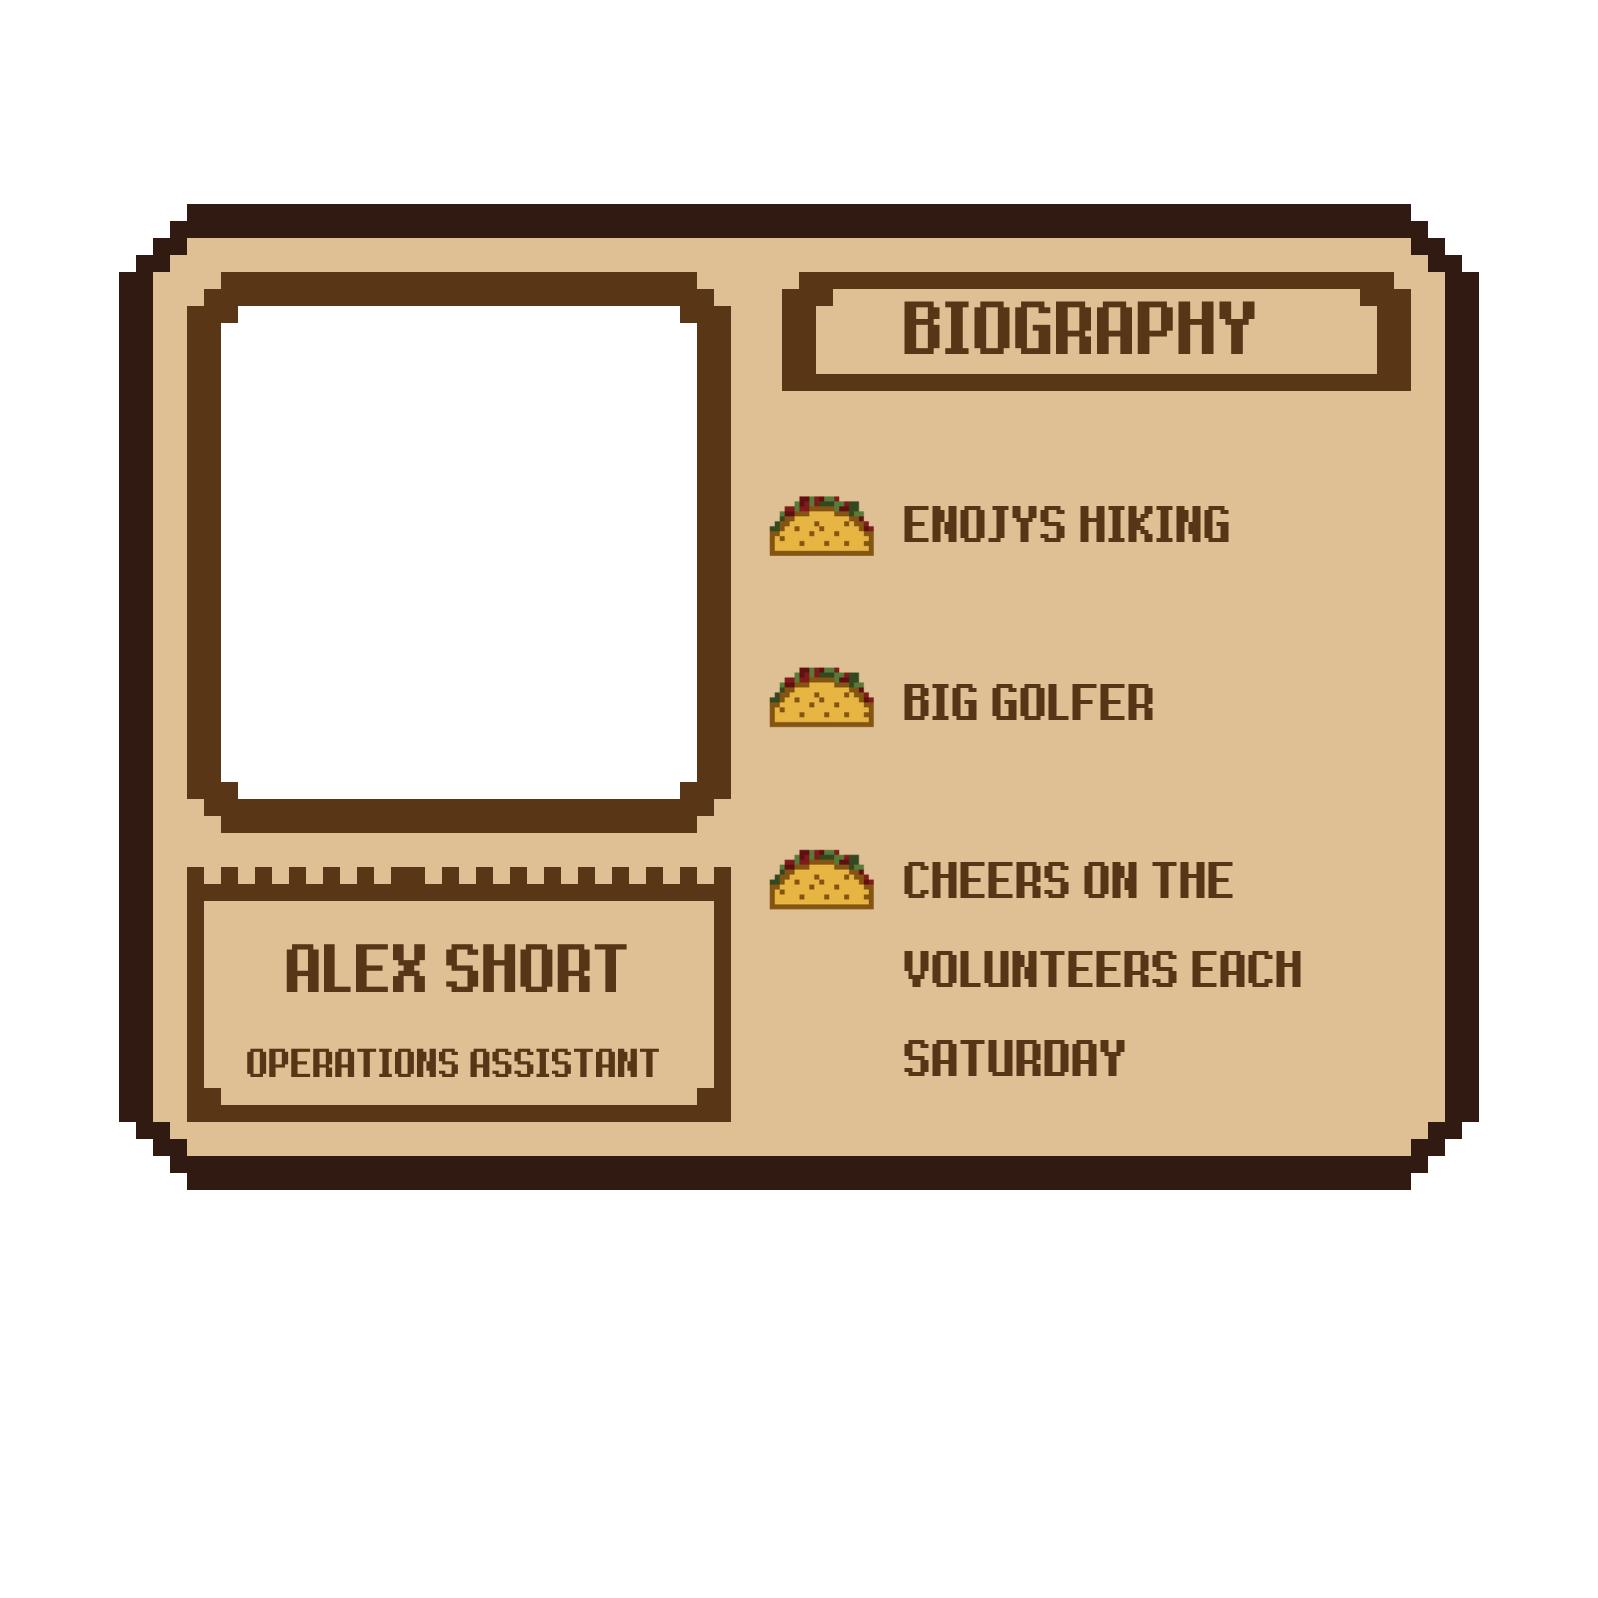 BIOGRAPHY
ENOJYS HIKING
BIG GOLFER
CHEERS ON THE
VOLUNTEERS EACH
SATURDAY
ALEX SHORT
OPERATIONS ASSISTANT